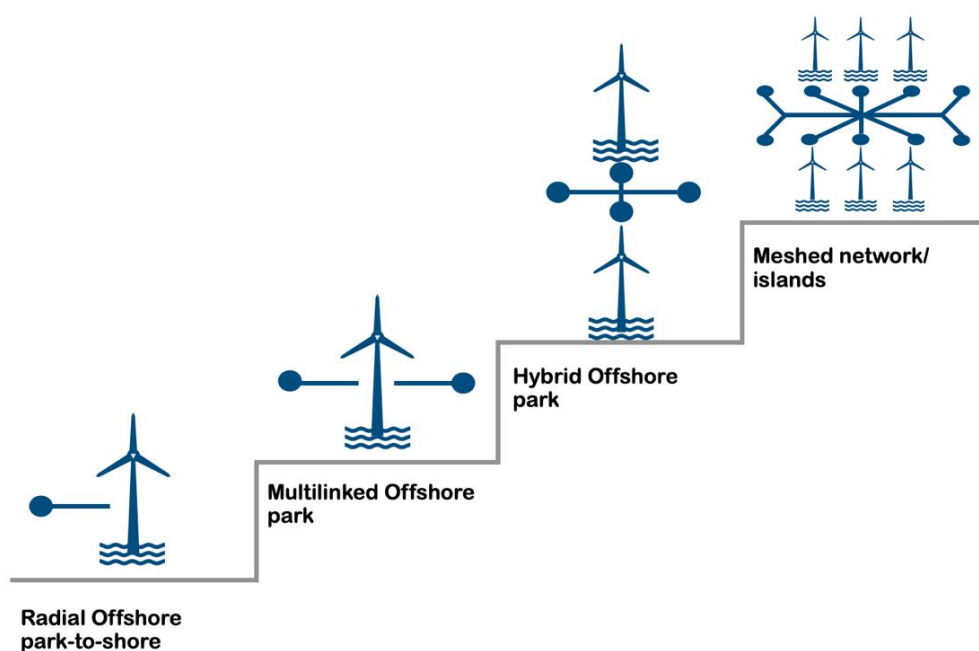 Meshed network/
islands
Hybrid Offshore
park
Multilinked Offshore
park
Radial Offshore
park-to-shore